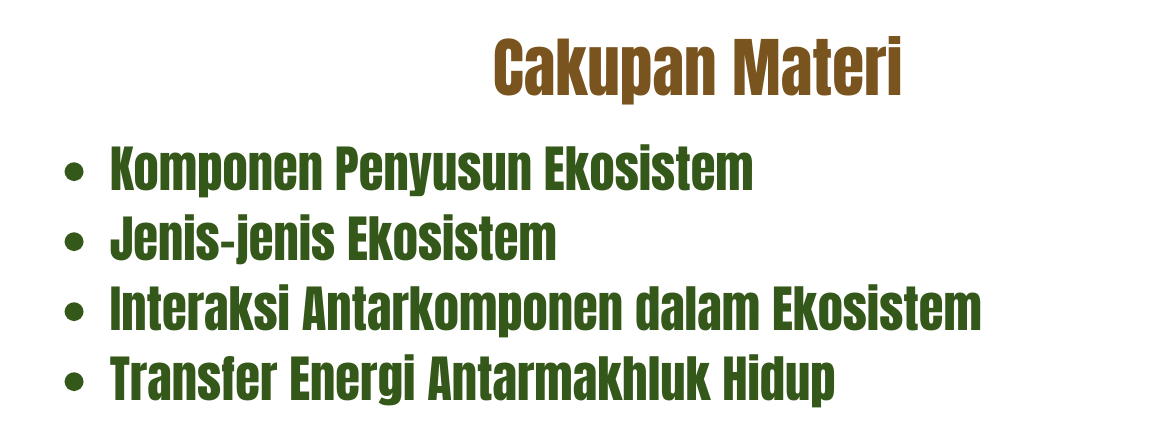 Cakupan Materi
• Komponen Penyusun Ekosistem
• Jenis-jenis Ekosistem
• Interaksi Antarkomponen dalam Ekosistem
• Transfer Energi Antarmakhluk Hidup